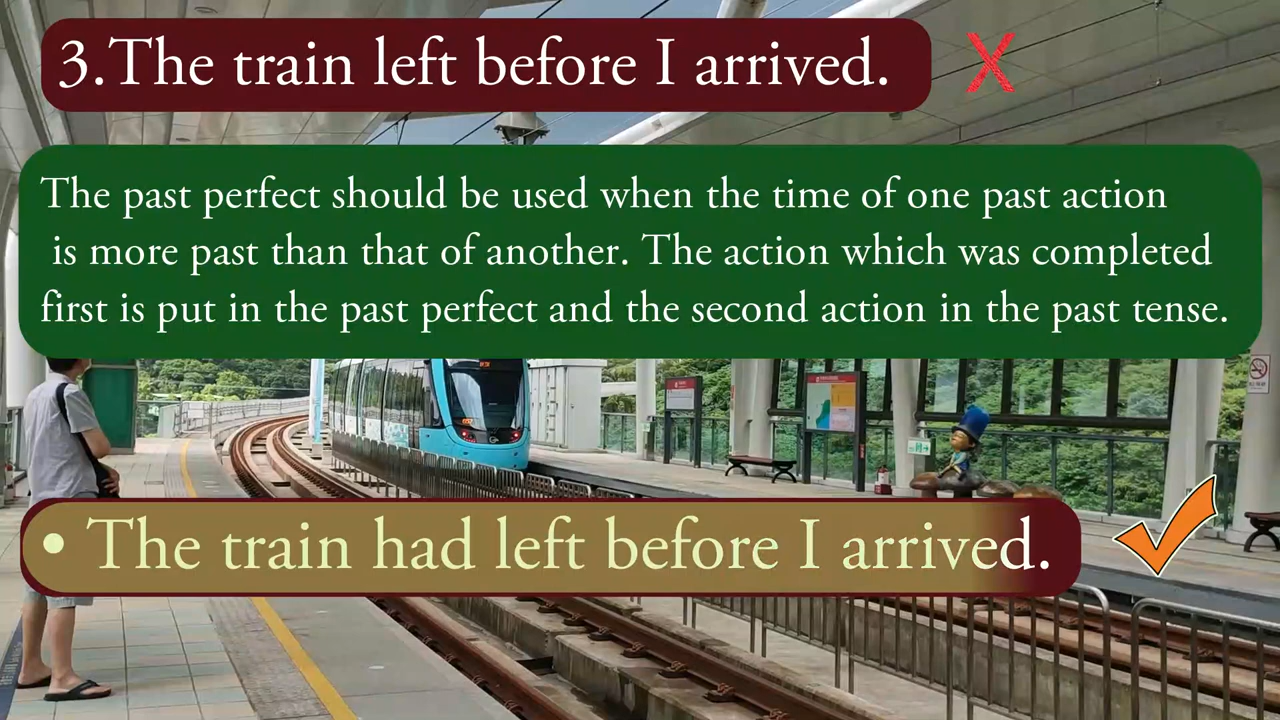 3.The train left before I arrived. X
The past perfect should be used when the time of one past action
is more past than that of another. The action which was completed
first is put in the past perfect and the second action in the past tense.
• The train had left before I arrived.